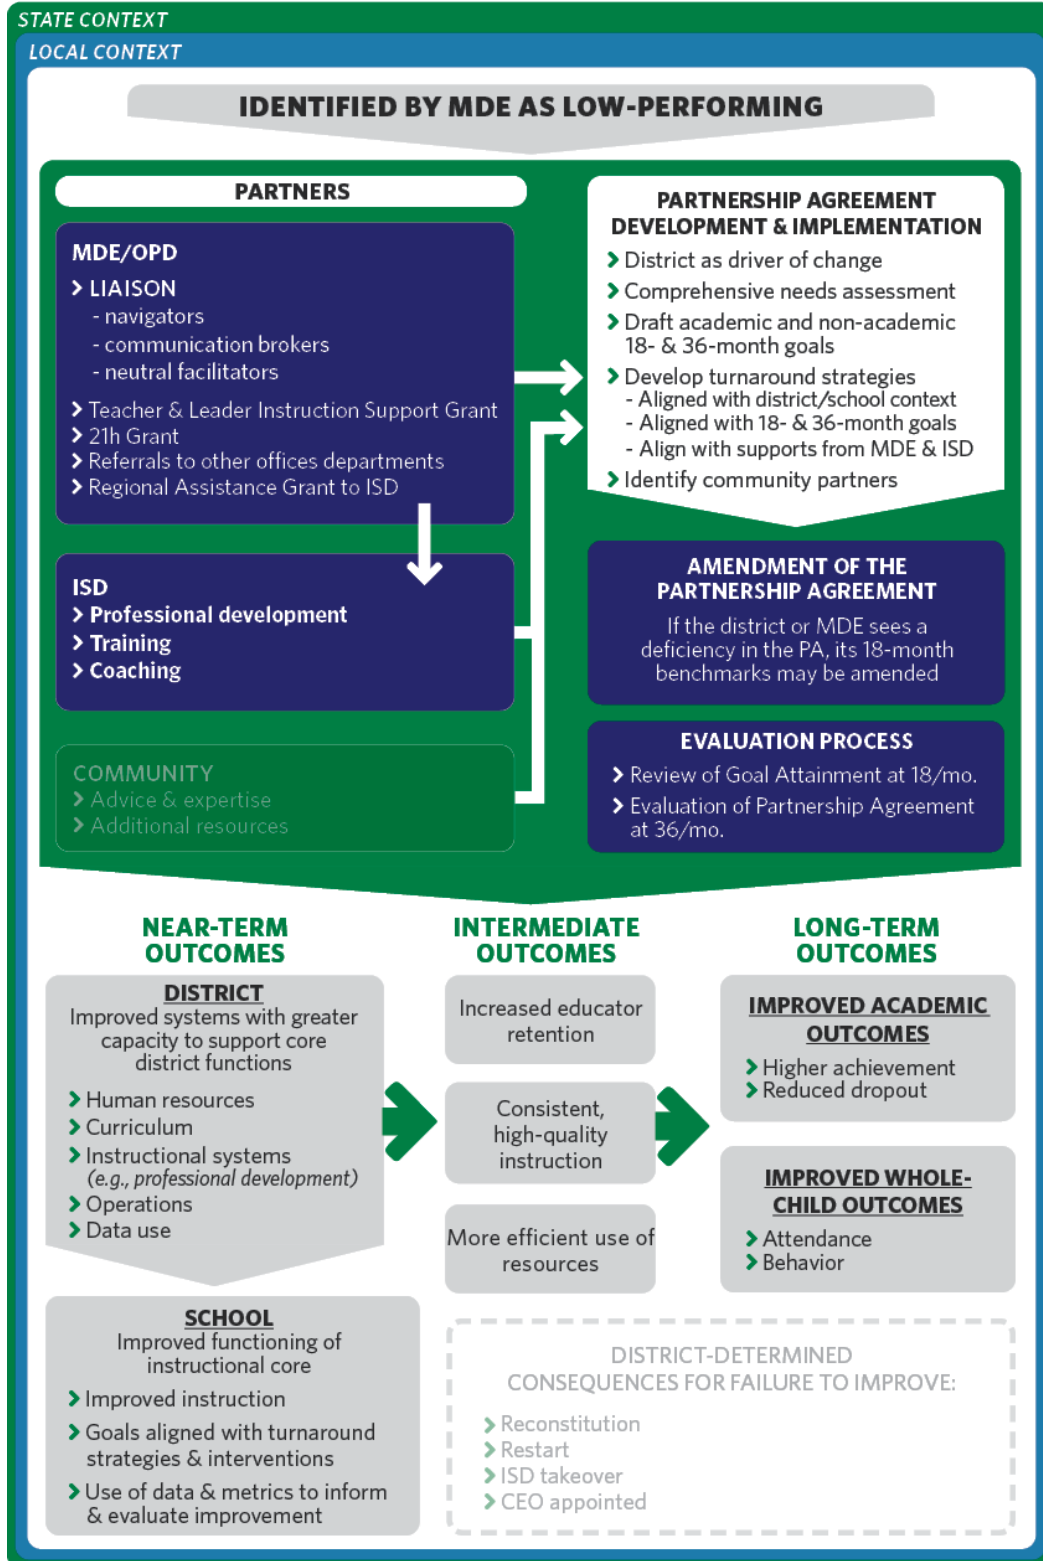 STATE CONTEXT
LOCAL CONTEXT
IDENTIFIED BY MDE AS LOW-PERFORMING
PARTNERS
MDE/OPD
LIAISON
- navigators
- communication brokers
- neutral facilitators
Teacher & Leader Instruction Support Grant
21h Grant
Referrals to other offices departments
Regional Assistance Grant to ISD
ISD
Professional development
Training
Coaching
COMMUNITY
Advice & expertise
Additional resources
PARTNERSHIP AGREEMENT
DEVELOPMENT & IMPLEMENTATION
District as driver of change
Comprehensive needs assessment
Draft academic and non-academic
18- & 36-month goals
Develop turnaround strategies
- Aligned with district/school context
- Aligned with 18- & 36-month goals
- Align with supports from MDE & ISD
Identify community partners
AMENDMENT OF THE
PARTNERSHIP AGREEMENT
If the district or MDE sees a
deficiency in the PA, its 18-month
benchmarks may be amended
EVALUATION PROCESS
Review of Goal Attainment at 18/mo.
Evaluation of Partnership Agreement
at 36/mo.
NEAR-TERM
OUTCOMES
DISTRICT
Improved systems with greater
capacity to support core
district functions
Human resources
Curriculum
Instructional systems
(e.g., professional development)
Operations
Data use
SCHOOL
Improved functioning of
instructional core
Improved instruction
Goals aligned with turnaround
strategies & interventions
Use of data & metrics to inform
& evaluate improvement
INTERMEDIATE
OUTCOMES
Increased educator
retention
Consistent,
high-quality
instruction
More efficient use of
resources
LONG-TERM
OUTCOMES
IMPROVED ACADEMIC
OUTCOMES
Higher achievement
Reduced dropout
IMPROVED WHOLE-
CHILD OUTCOMES
Attendance
Behavior
DISTRICT-DETERMINED
CONSEQUENCES FOR FAILURE TO IMPROVE:
Reconstitution
Restart
ISD takeover
CEO appointed